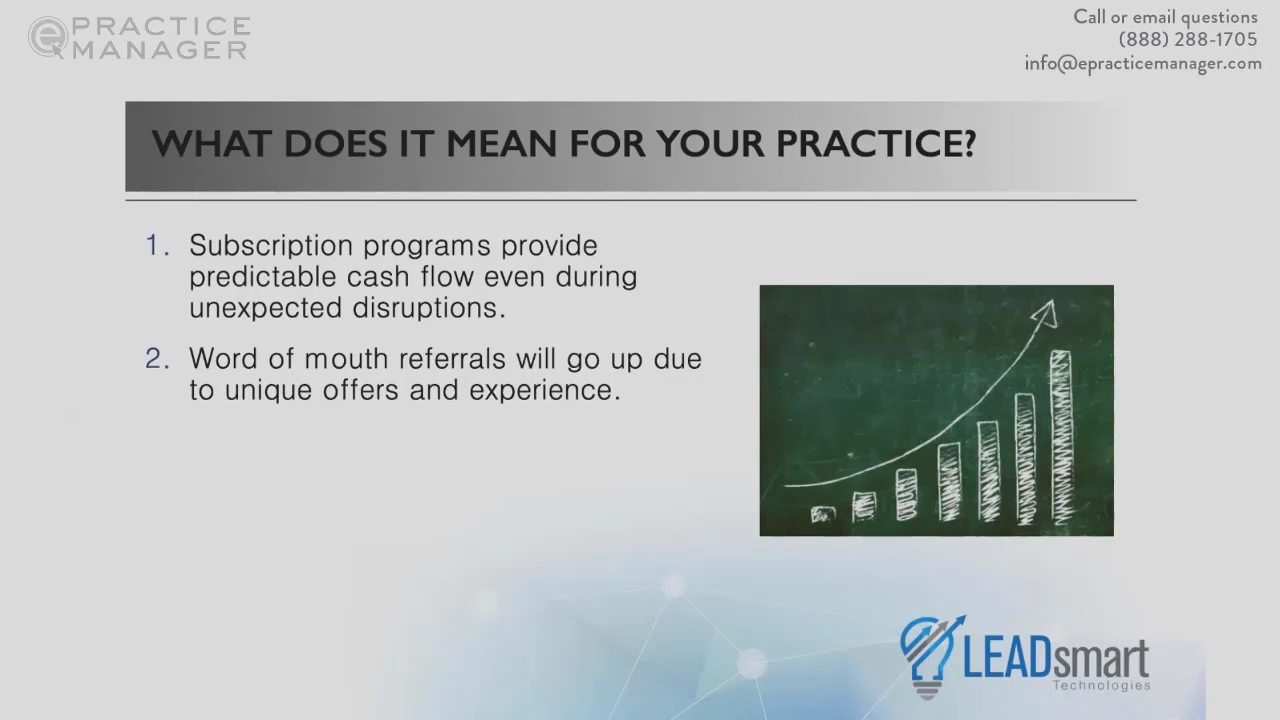 ePRACTICE
MANAGER
Call or email questions
(888) 288-1705
info@epracticemanager.com
WHAT DOES IT MEAN FOR YOUR PRACTICE?
1. Subscription programs provide
predictable cash flow even during
unexpected disruptions.
2. Word of mouth referrals will go up due
to unique offers and experience.
LEADsmart
Technologies